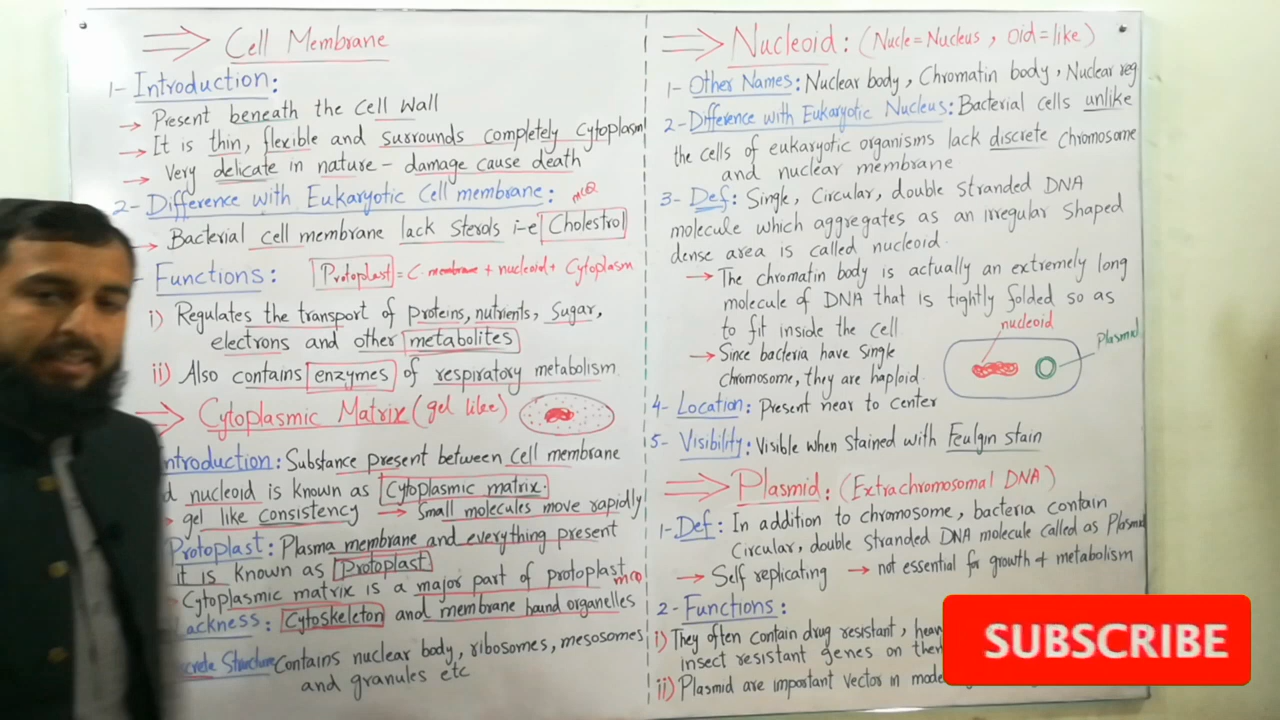 ⇒ Cell Membrane
1- Introduction:
→ Present beneath the cell wall
→ It is thin, flexible and surrounds completely cytoplasm
→ Very delicate in nature - damage cause death
2- Difference with Eukaryotic Cell membrane: MCQ
→ Bacterial cell membrane lack sterols i-e Cholestrol
- Functions: Protoplast = C. membrane + nucleoid + Cytoplasm
i) Regulates the transport of proteins, nutrients, Sugar,
electrons and other metabolites
ii) Also contains enzymes of respiratory metabolism
⇒ Cytoplasmic Matrix (gel like)
Introduction: Substance present between cell membrane
nucleoid is known as Cytoplasmic matrix.
→ gel like consistency → Small molecules move rapidly
Protoplast: Plasma membrane and everything present
it is known as Protoplast
Cytoplasmic matrix is a major part of protoplast MCQ
Lackness: Cytoskeleton and membrane bound organelles
Structure Contains nuclear body, ribosomes, mesosomes
and granules etc
⇒ Nucleoid: (Nucle = Nucleus, Oid = like)
1- Other Names: Nuclear body, Chromatin body, Nuclear reg
2- Difference with Eukaryotic Nucleus: Bacterial cells unlike
the cells of eukaryotic organisms lack discrete chromosome
and nuclear membrane
3- Def: Single, Circular, double stranded DNA
molecule which aggregates as an irregular shaped
dense area is called nucleoid.
→ The chromatin body is actually an extremely long
molecule of DNA that is tightly folded so as
to fit inside the cell
nucleoid
Plasmid
→ Since bacteria have single
chromosome, they are haploid.
4- Location: Present near to center
5- Visibility: Visible when stained with Feulgin stain
⇒ Plasmid: (Extrachromosomal DNA)
1- Def: In addition to chromosome, bacteria contain
Circular, double stranded DNA molecule called as Plasmid
→ Self replicating → not essential for growth & metabolism
2- Functions:
i) They often contain drug resistant, heav
insect resistant genes on them
ii) Plasmid are important vector in mode
SUBSCRIBE